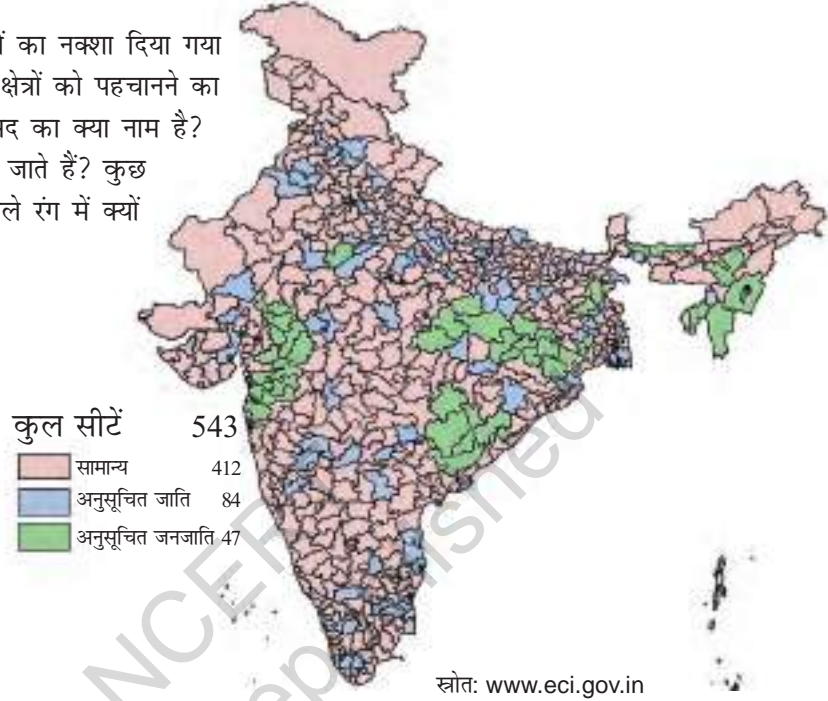 ों का नक्शा दिया गया
क्षेत्रों को पहचानने का
द का क्या नाम है?
जाते हैं? कुछ
ले रंग में क्यों
कुल सीटें 543
सामान्य 412
अनुसूचित जाति 84
अनुसूचित जनजाति 47
स्रोत: www.eci.gov.in